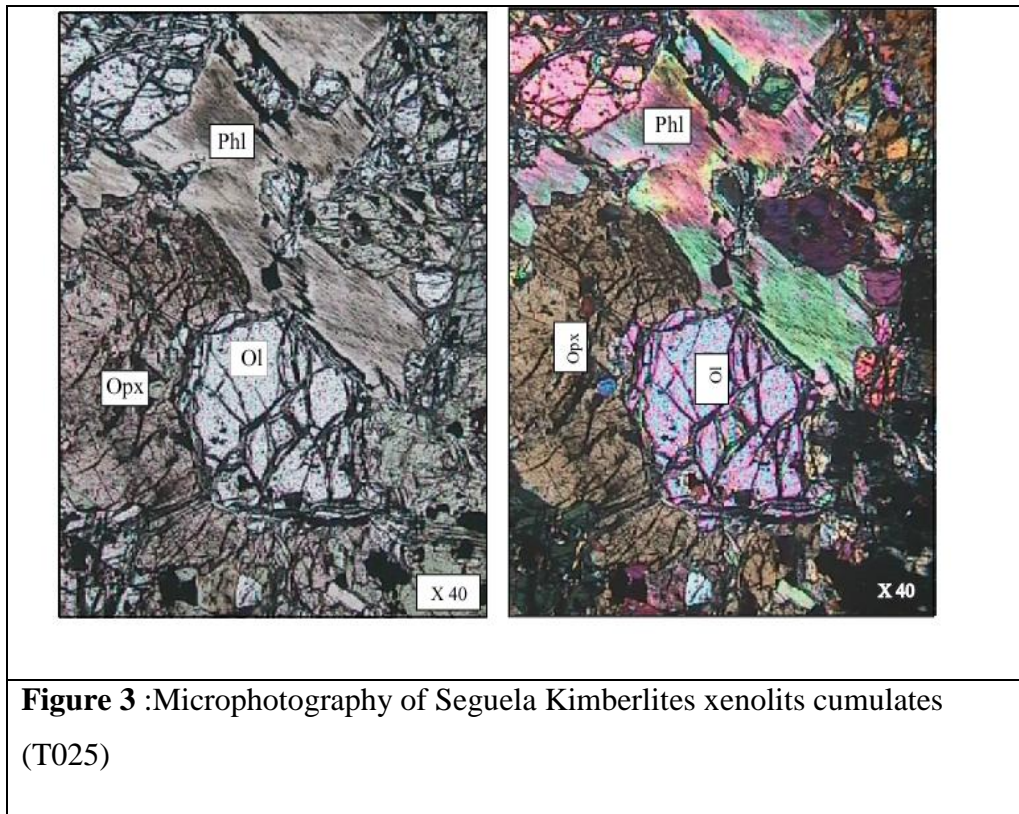 Phl
Ol
Opx
X 40
Phl
Opx
Ol
X 40
Figure 3 :Microphotography of Seguela Kimberlites xenolits cumulates
(T025)